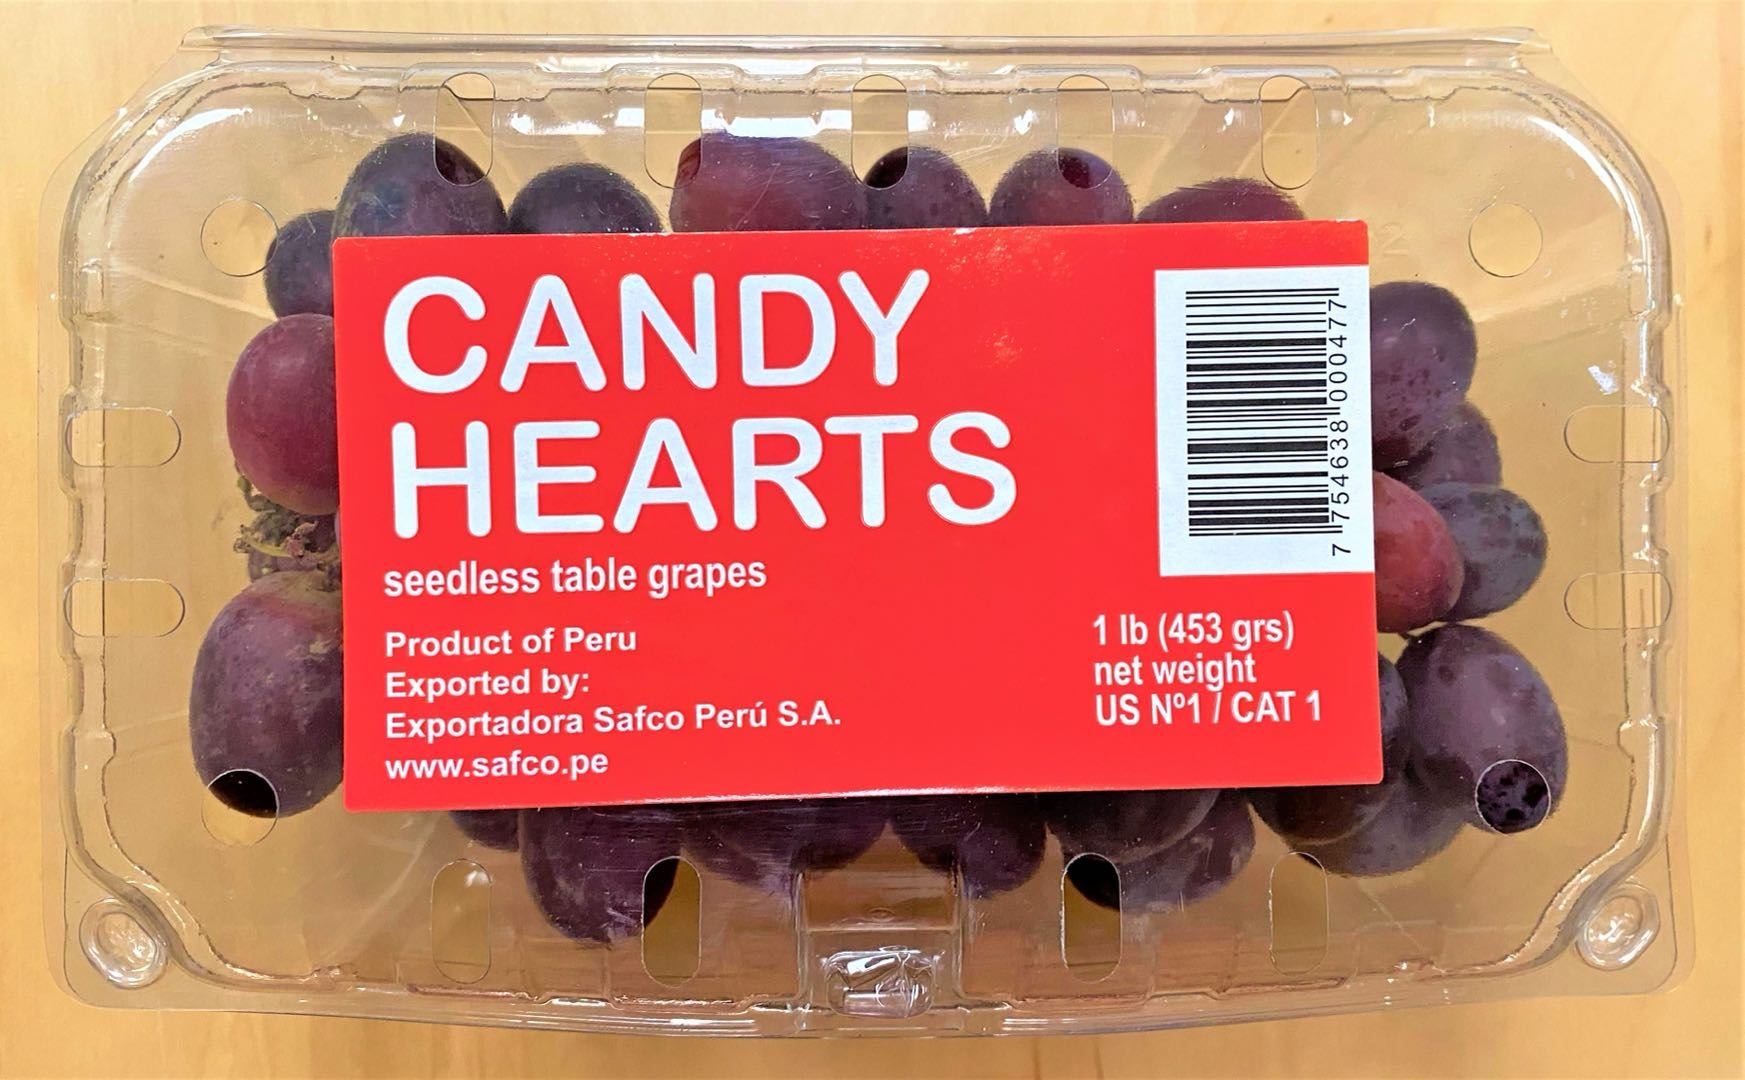 CANDY
HEARTS
seedless table grapes
Product of Peru
Exported by:
Exportadora Safco Perú S.A.
www.safco.pe
7 754638 000477
1 lb (453 grs)
net weight
US Nº1 / CAT 1